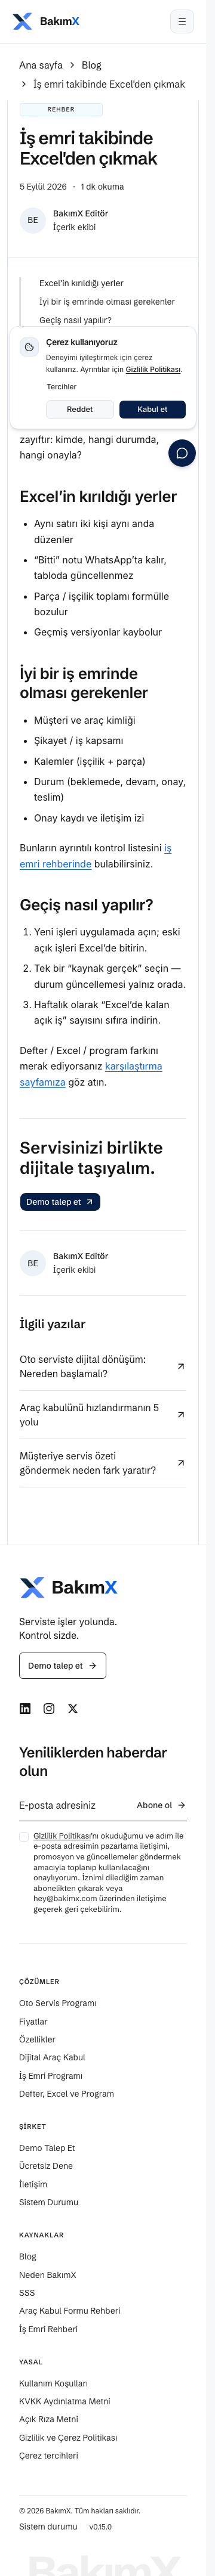 BakımX
Ana sayfa > Blog
> İş emri takibinde Excel’den çıkmak
REHBER
İş emri takibinde
Excel'den çıkmak
5 Eylül 2026 · 1 dk okuma
BE
BakımX Editör
İçerik ekibi
Excel’in kırıldığı yerler
İyi bir iş emrinde olması gerekenler
Geçiş nasıl yapılır?
Çerez kullanıyoruz
Deneyimi iyileştirmek için çerez
kullanırız. Ayrıntılar için Gizlilik Politikası.
Tercihler
Reddet
Kabul et
zayıftır: kimde, hangi durumda,
hangi onayla?
Excel’in kırıldığı yerler
• Aynı satırı iki kişi aynı anda
düzenler
• “Bitti” notu WhatsApp’ta kalır,
tabloda güncellenmez
• Parça / işçilik toplamı formülle
bozulur
• Geçmiş versiyonlar kaybolur
İyi bir iş emrinde
olması gerekenler
• Müşteri ve araç kimliği
• Şikayet / iş kapsamı
• Kalemler (işçilik + parça)
• Durum (beklemede, devam, onay,
teslim)
• Onay kaydı ve iletişim izi
Bunların ayrıntılı kontrol listesini iş
emri rehberinde bulabilirsiniz.
Geçiş nasıl yapılır?
1. Yeni işleri uygulamada açın; eski
açık işleri Excel’de bitirin.
2. Tek bir “kaynak gerçek” seçin —
durum güncellemesi yalnız orada.
3. Haftalık olarak “Excel’de kalan
açık iş” sayısını sıfıra indirin.
Defter / Excel / program farkını
merak ediyorsanız karşılaştırma
sayfamıza göz atın.
Servisinizi birlikte
dijitale taşıyalım.
Demo talep et
BE
BakımX Editör
İçerik ekibi
İlgili yazılar
Oto serviste dijital dönüşüm:
Nereden başlamalı?
Araç kabulünü hızlandırmanın 5
yolu
Müşteriye servis özeti
göndermek neden fark yaratır?
BakımX
Serviste işler yolunda.
Kontrol sizde.
Demo talep et
Yeniliklerden haberdar
olun
E-posta adresiniz
Abone ol
Gizlilik Politikası'nı okuduğumu ve adım ile
e-posta adresimin pazarlama iletişimi,
promosyon ve güncellemeler göndermek
amacıyla toplanıp kullanılacağını
onaylıyorum. İznimi dilediğim zaman
abonelikten çıkarak veya
hey@bakimx.com üzerinden iletişime
geçerek geri çekebilirim.
ÇÖZÜMLER
Oto Servis Programı
Fiyatlar
Özellikler
Dijital Araç Kabul
İş Emri Programı
Defter, Excel ve Program
ŞİRKET
Demo Talep Et
Ücretsiz Dene
İletişim
Sistem Durumu
KAYNAKLAR
Blog
Neden BakımX
SSS
Araç Kabul Formu Rehberi
İş Emri Rehberi
YASAL
Kullanım Koşulları
KVKK Aydınlatma Metni
Açık Rıza Metni
Gizlilik ve Çerez Politikası
Çerez tercihleri
© 2026 BakımX. Tüm hakları saklıdır.
Sistem durumu v0.15.0
BakımX